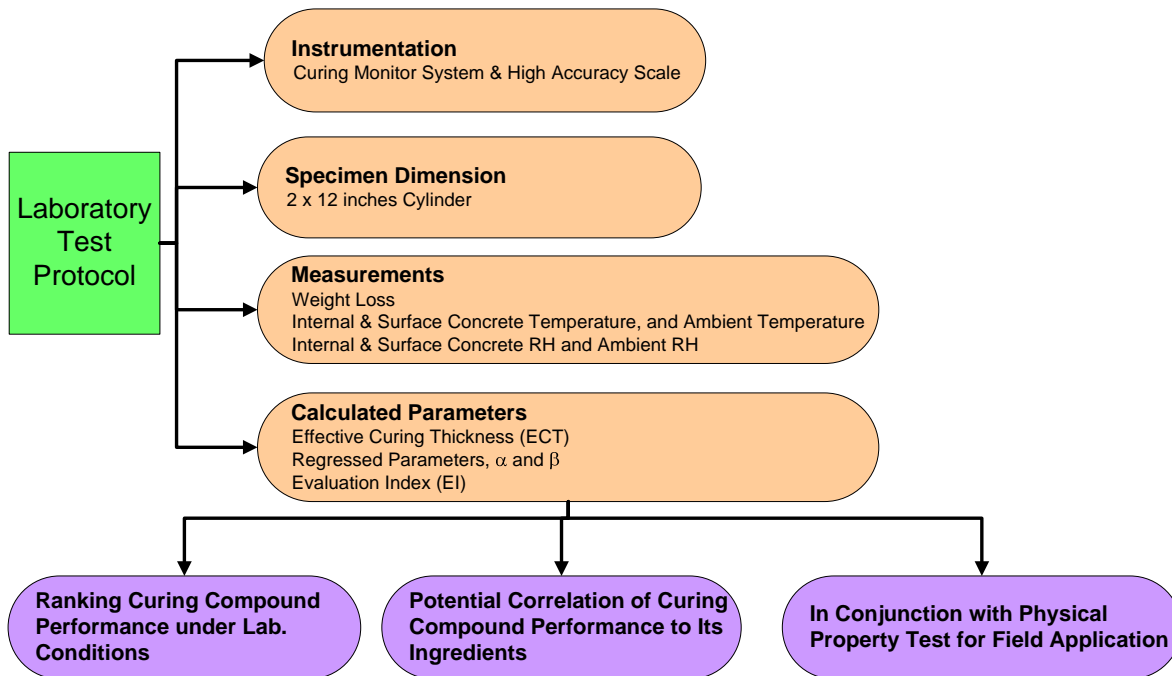 Laboratory
Test
Protocol
Instrumentation
Curing Monitor System & High Accuracy Scale
Specimen Dimension
2 x 12 inches Cylinder
Measurements
Weight Loss
Internal & Surface Concrete Temperature, and Ambient Temperature
Internal & Surface Concrete RH and Ambient RH
Calculated Parameters
Effective Curing Thickness (ECT)
Regressed Parameters, α and β
Evaluation Index (EI)
Ranking Curing Compound
Performance under Lab.
Conditions
Potential Correlation of Curing
Compound Performance to Its
Ingredients
In Conjunction with Physical
Property Test for Field Application